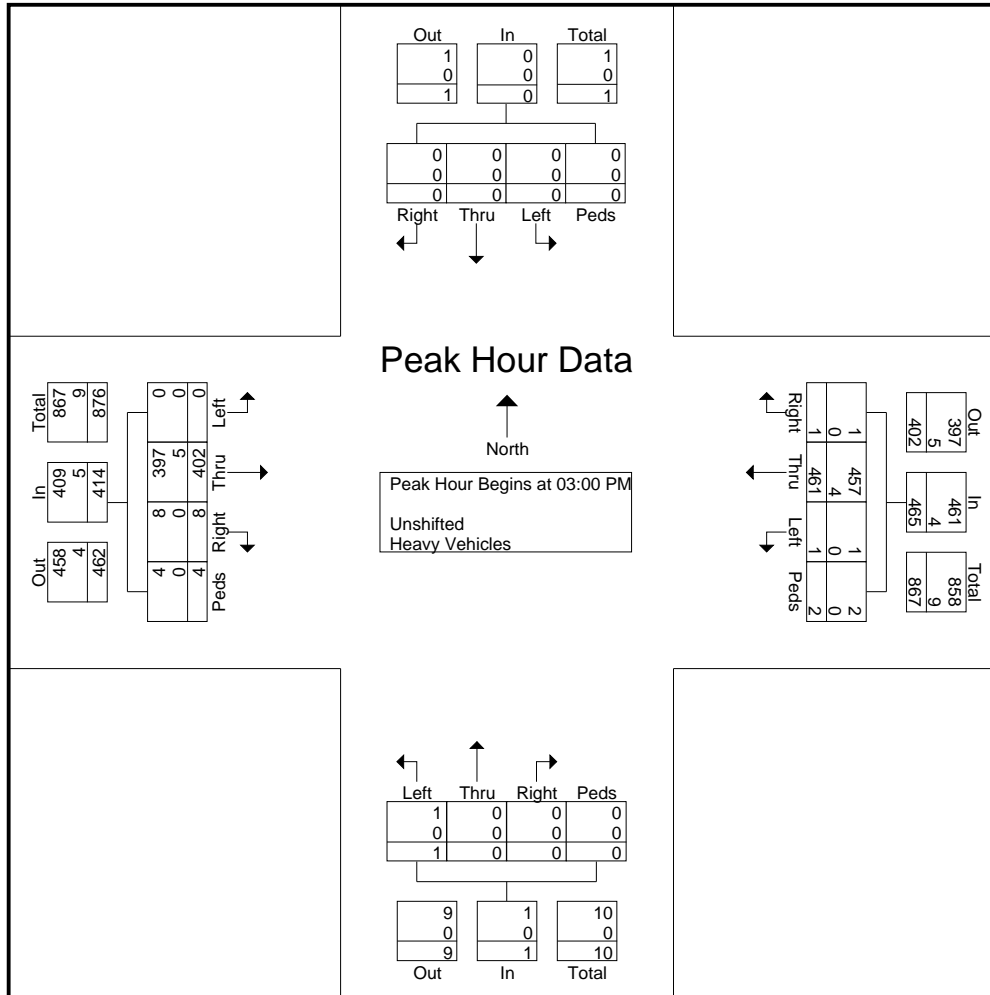 Out In Total
1 0 1
0 0 0
1 0 1
0 0 0 0
0 0 0 0
0 0 0 0
Right Thru Left Peds
Peak Hour Data
North
Peak Hour Begins at 03:00 PM
Unshifted
Heavy Vehicles
Out In Total
458 409 867
4 5 9
462 414 876
Peds Right Thru Left
4 8 397 0
0 0 5 0
4 8 402 0
Out In Total
397 461 858
5 4 9
402 465 867
1 457 1 2
0 4 0 0
1 461 1 2
Right Thru Left Peds
Left Thru Right Peds
1 0 0 0
0 0 0 0
1 0 0 0
9 1 10
0 0 0
9 1 10
Out In Total